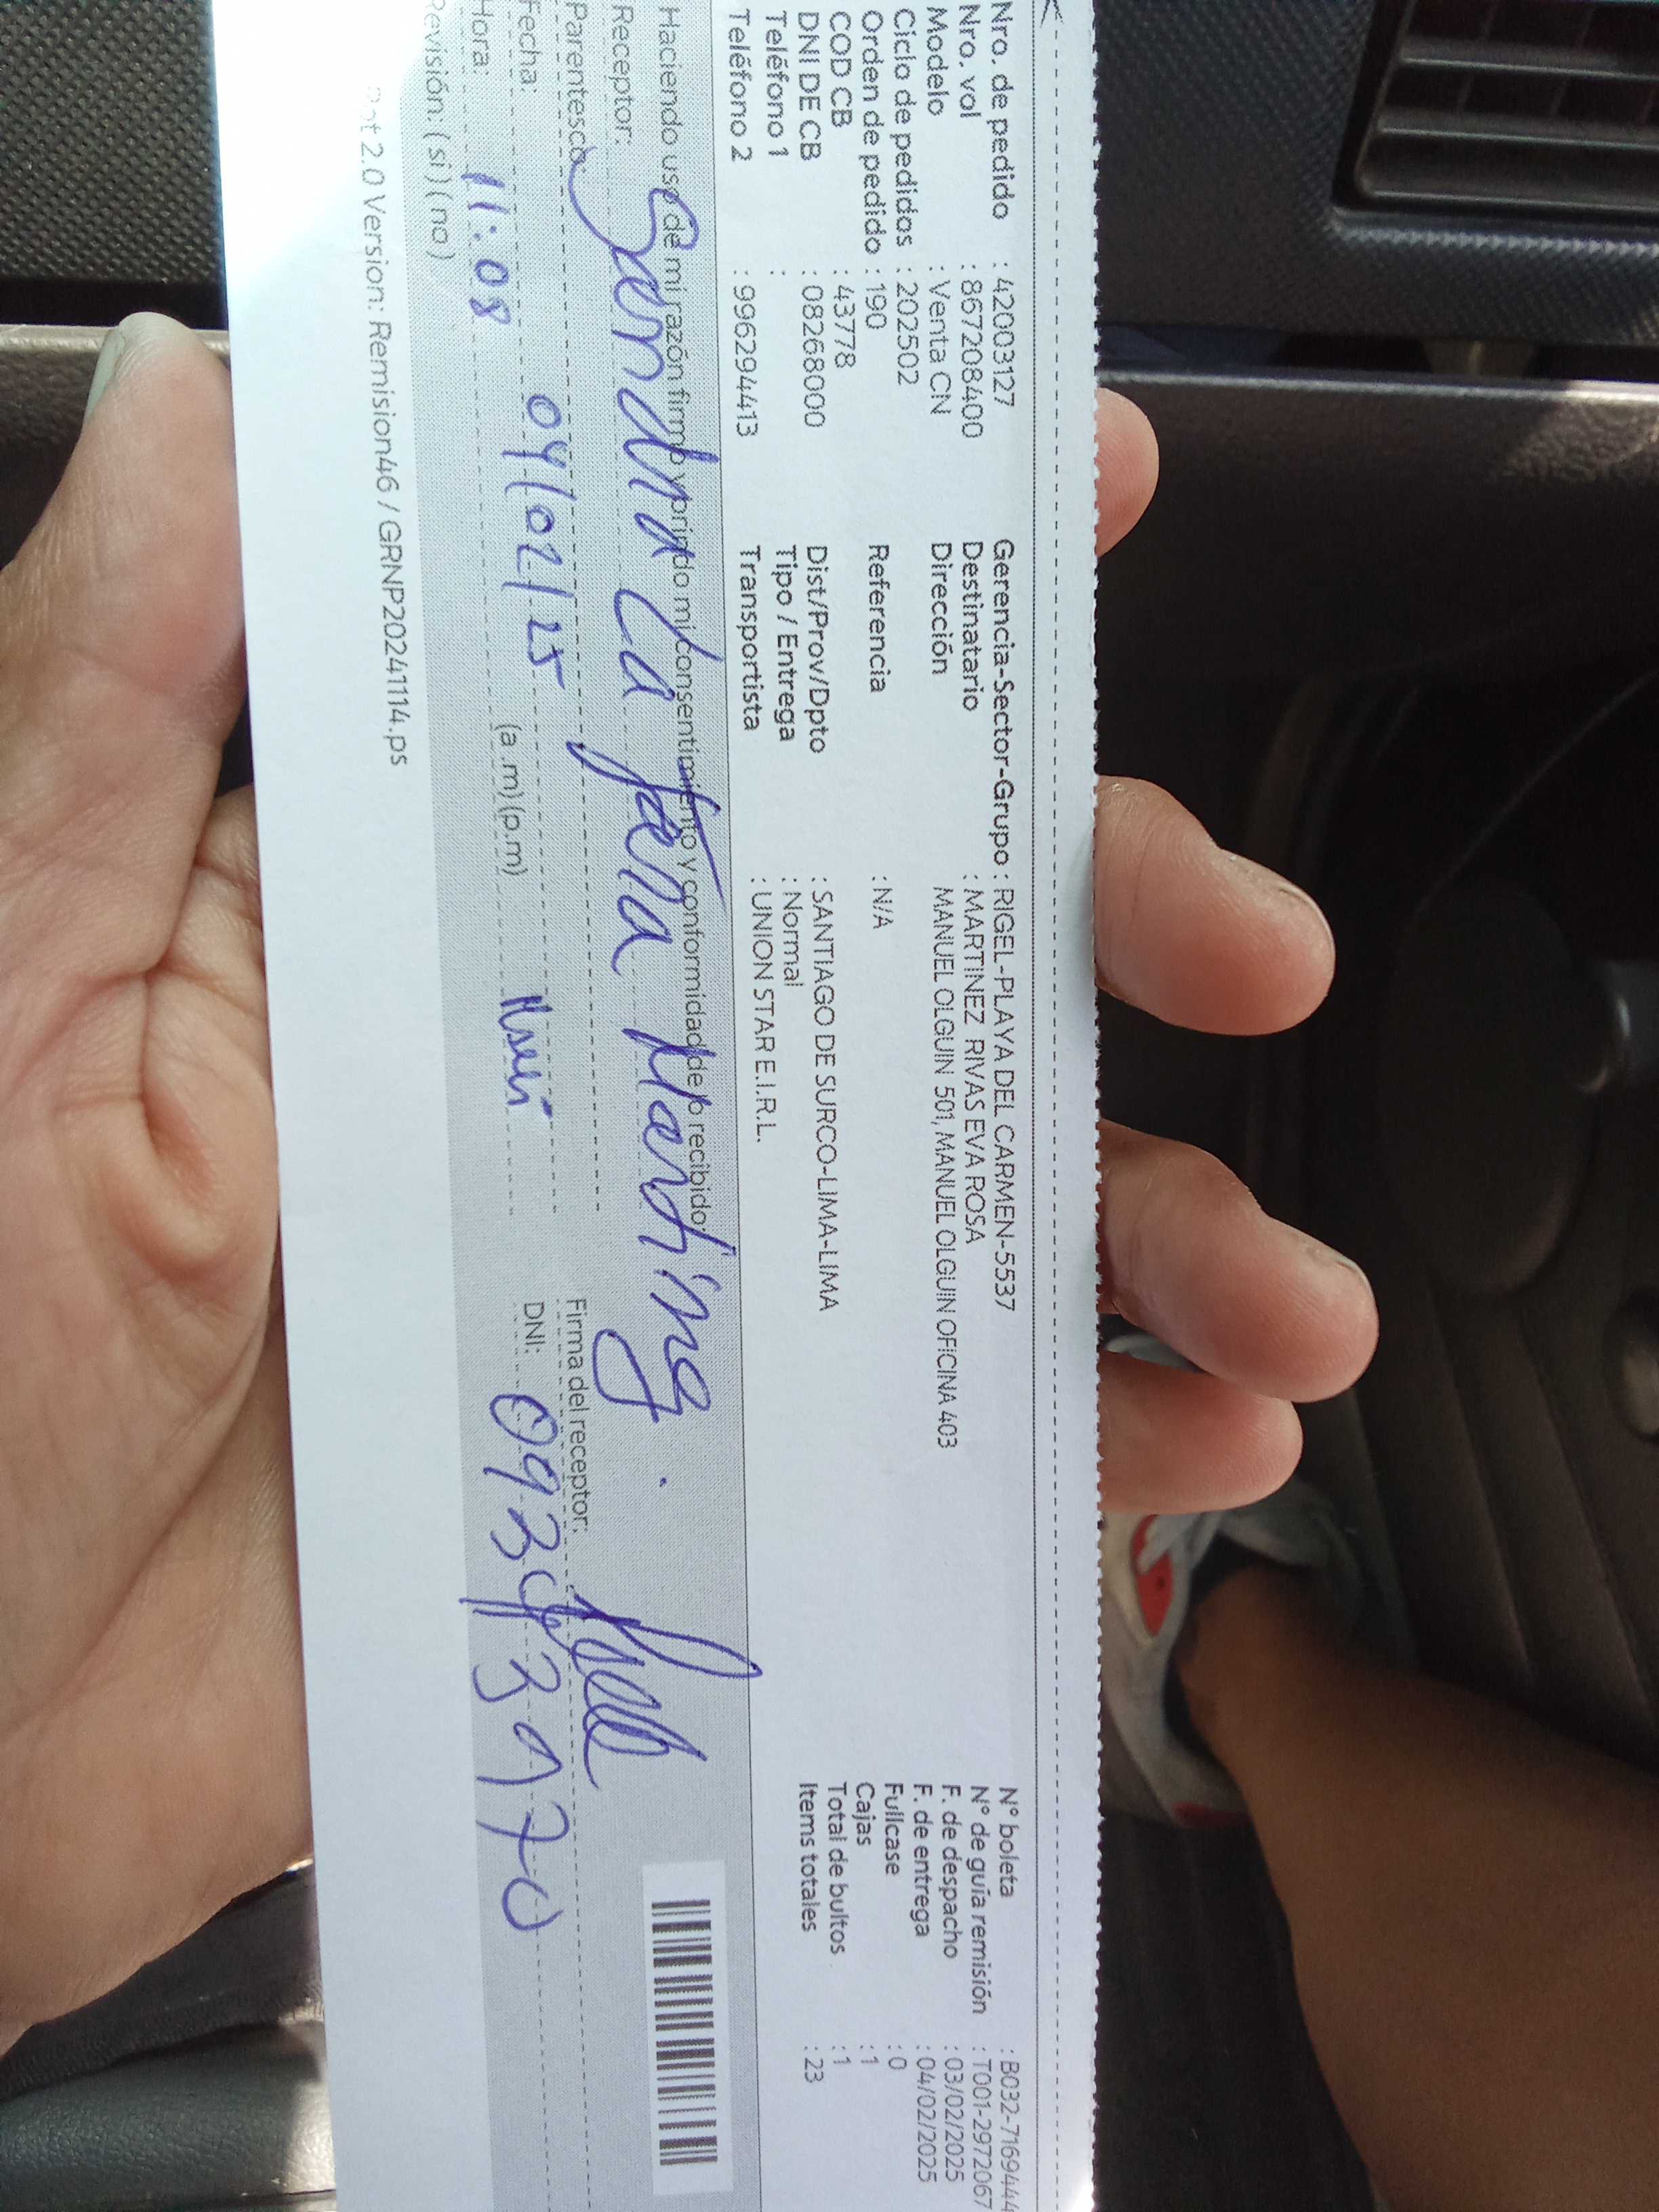 Nro. de pedido : 42003127 Gerencia-Sector-Grupo : RIGEL-PLAYA DEL CARMEN-5537 N° boleta : B032-7169444
Nro. vol : 867208400 Destinatario : MARTINEZ RIVAS EVA ROSA N° de guía remisión : T001-2972067
Modelo : Venta CN Dirección MANUEL OLGUIN 501, MANUEL OLGUIN OFICINA 403 F. de despacho : 03/02/2025
Ciclo de pedidos : 202502 F. de entrega : 04/02/2025
Orden de pedido : 190 Referencia : N/A Fullcase : 0
COD CB : 43778 Cajas : 1
DNI DE CB : 08268000 Dist/Prov/Dpto : SANTIAGO DE SURCO-LIMA-LIMA Total de bultos : 1
Teléfono 1 : Tipo / Entrega : Normal Items totales : 23
Teléfono 2 : 996294413 Transportista : UNION STAR E.I.R.L.
Haciendo uso de mi razón firmo y brindo mi consentimiento y conformidad de lo recibido:
Receptor: Sandra La Martinez.
Parentesco: Firma del receptor:
Fecha: 04/02/25 DNI:
Hora: 11:08 (a.m) (p.m)
Revisión: ( si ) ( no )
2.0 Version: Remision46 / GRNP20241114.ps